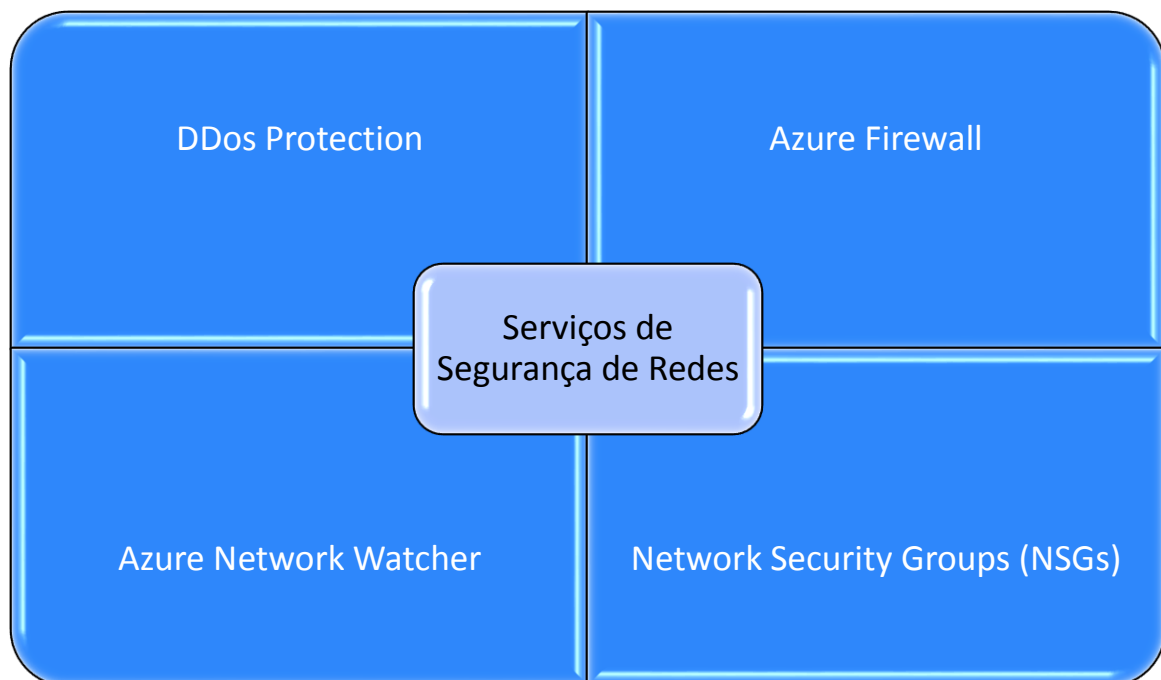 DDos Protection
Azure Firewall
Serviços de
Segurança de Redes
Azure Network Watcher
Network Security Groups (NSGs)